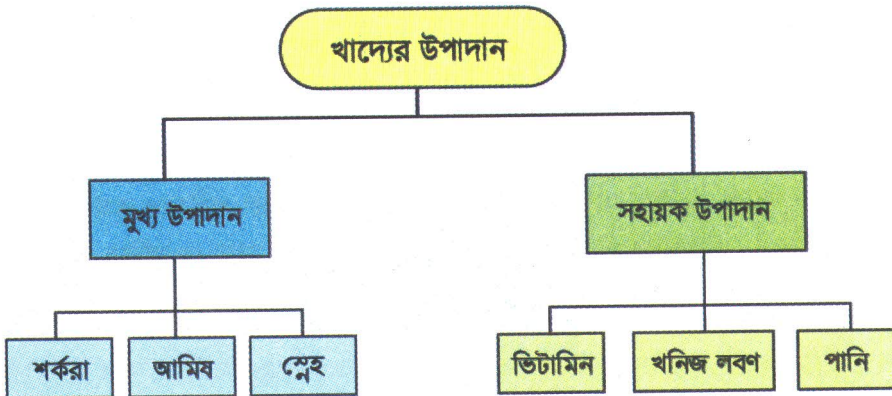 খাদ্যের উপাদান
মুখ্য উপাদান
সহায়ক উপাদান
শর্করা
আমিষ
স্নেহ
ভিটামিন
খনিজ লবণ
পানি